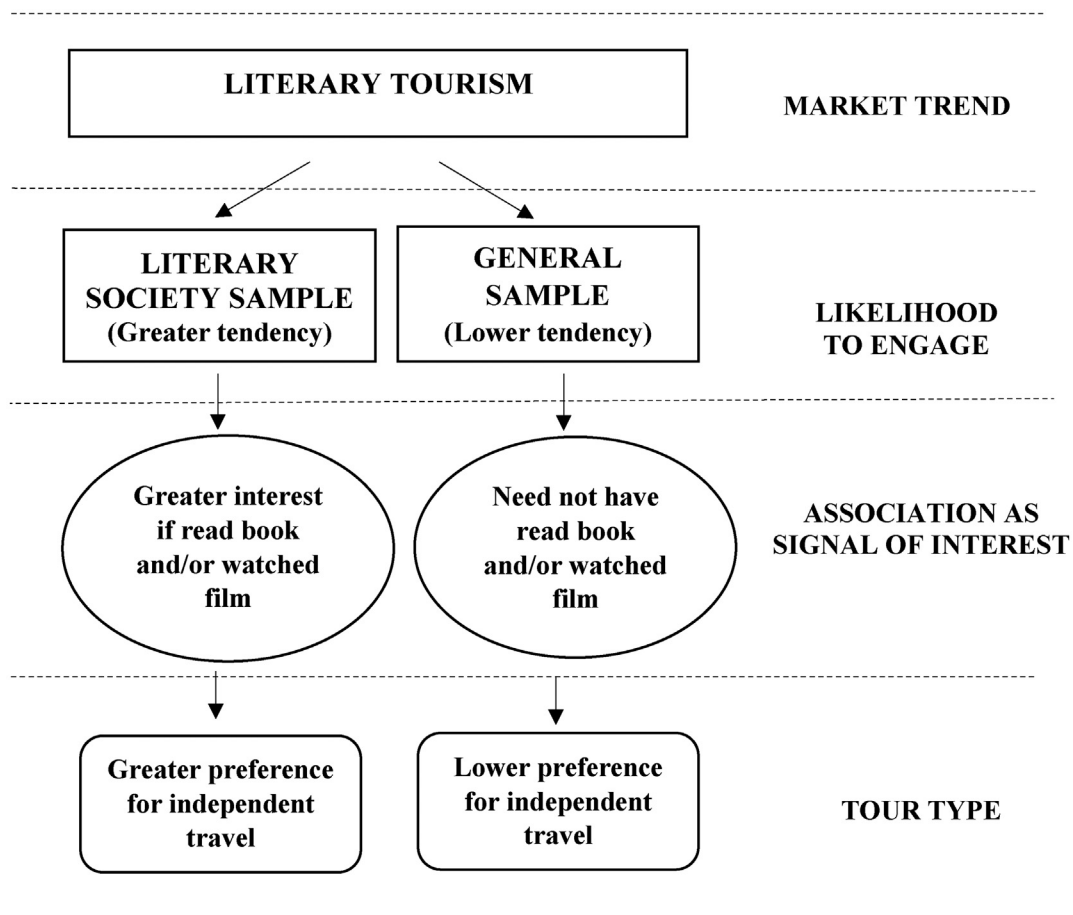 LITERARY TOURISM
MARKET TREND
LITERARY
SOCIETY SAMPLE
(Greater tendency)
GENERAL
SAMPLE
(Lower tendency)
LIKELIHOOD
TO ENGAGE
Greater interest
if read book
and/or watched
film
Need not have
read book
and/or watched
film
ASSOCIATION AS
SIGNAL OF INTEREST
Greater preference
for independent
travel
Lower preference
for independent
travel
TOUR TYPE